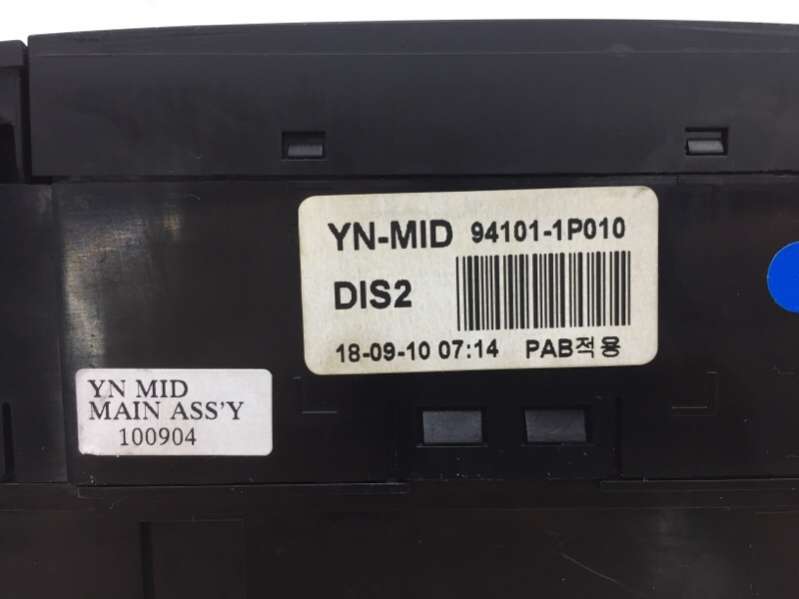 YN-MID 94101-1P010
DIS2
18-09-10 07:14 PAB적용
YN MID
MAIN ASS'Y
100904